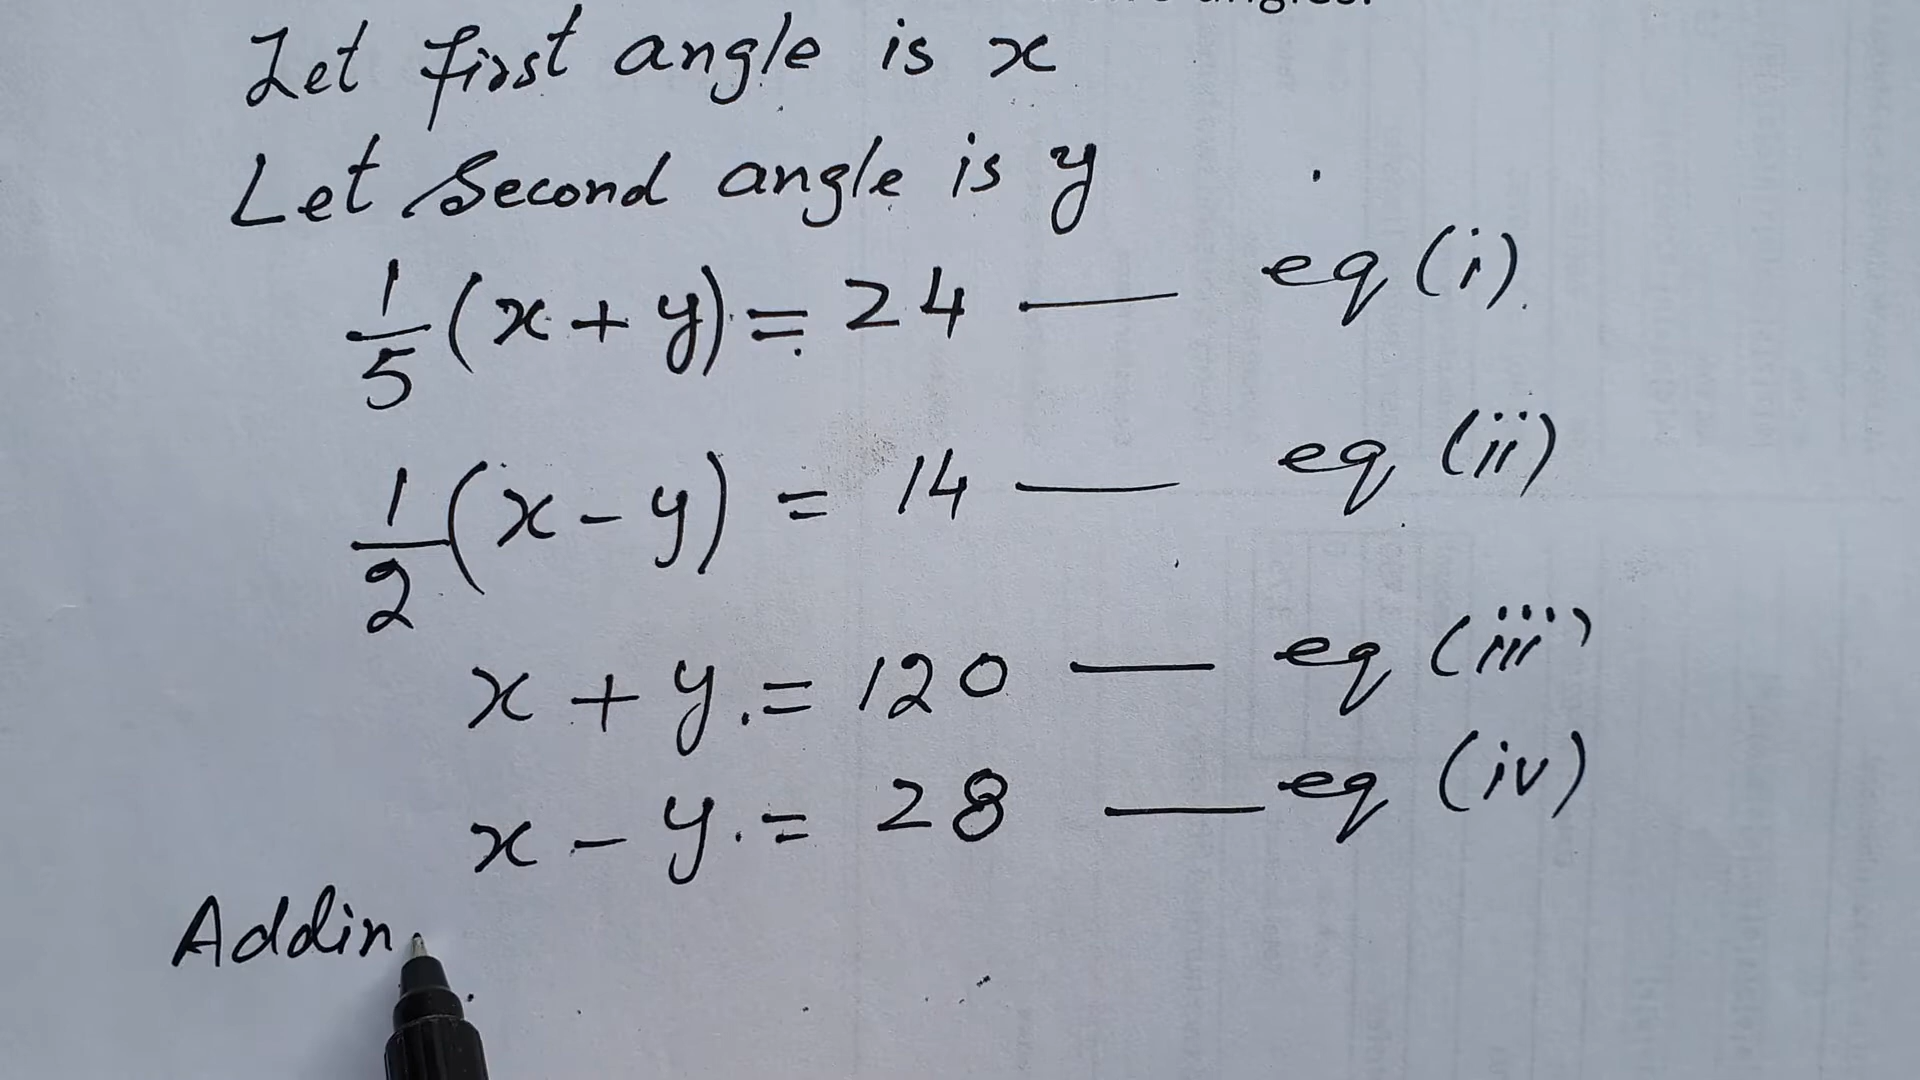 angles.
Let first angle is x
Let Second angle is y
1/5 (x + y) = 24 — eq (i)
1/2 (x - y) = 14 — eq (ii)
x + y = 120 — eq (iii)
x - y = 28 — eq (iv)
Addin